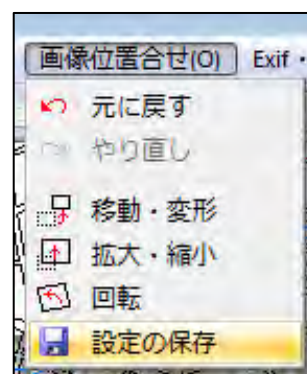 画像位置合せ(O) Exif・
元に戻す
やり直し
移動・変形
拡大・縮小
回転
設定の保存